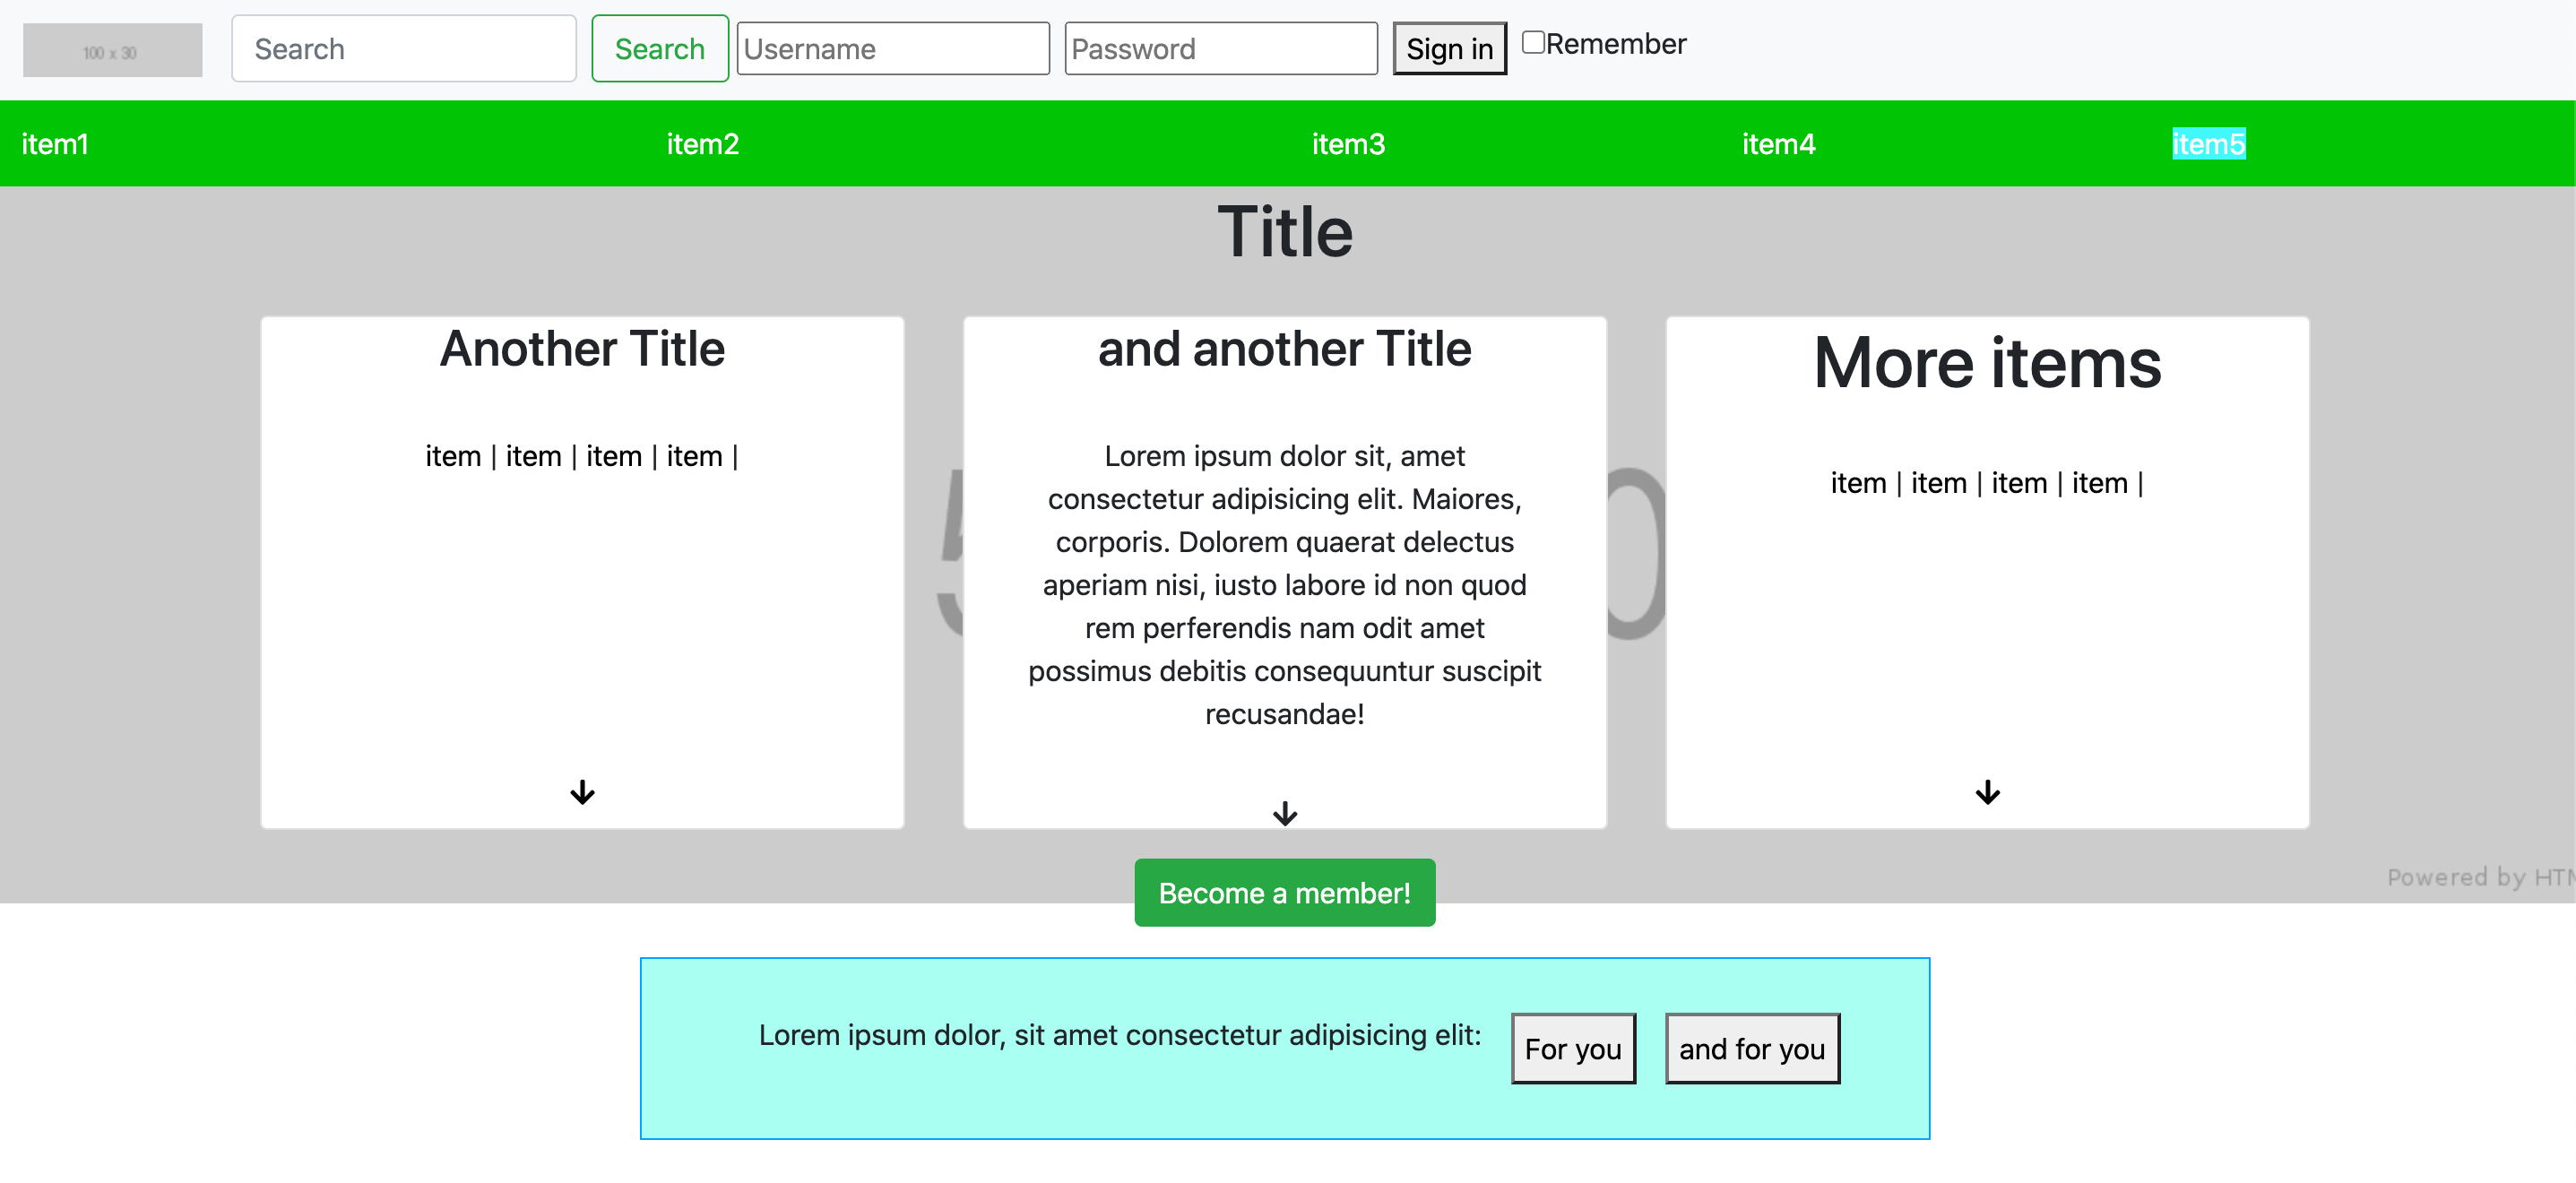 100 x 30 Search Search Username Password Sign in Remember
item1 item2 item3 item4 item5
Title
Another Title
item | item | item | item |
and another Title
Lorem ipsum dolor sit, amet
consectetur adipisicing elit. Maiores,
corporis. Dolorem quaerat delectus
aperiam nisi, iusto labore id non quod
rem perferendis nam odit amet
possimus debitis consequuntur suscipit
recusandae!
More items
item | item | item | item |
Powered by
Become a member!
Lorem ipsum dolor, sit amet consectetur adipisicing elit: For you and for you